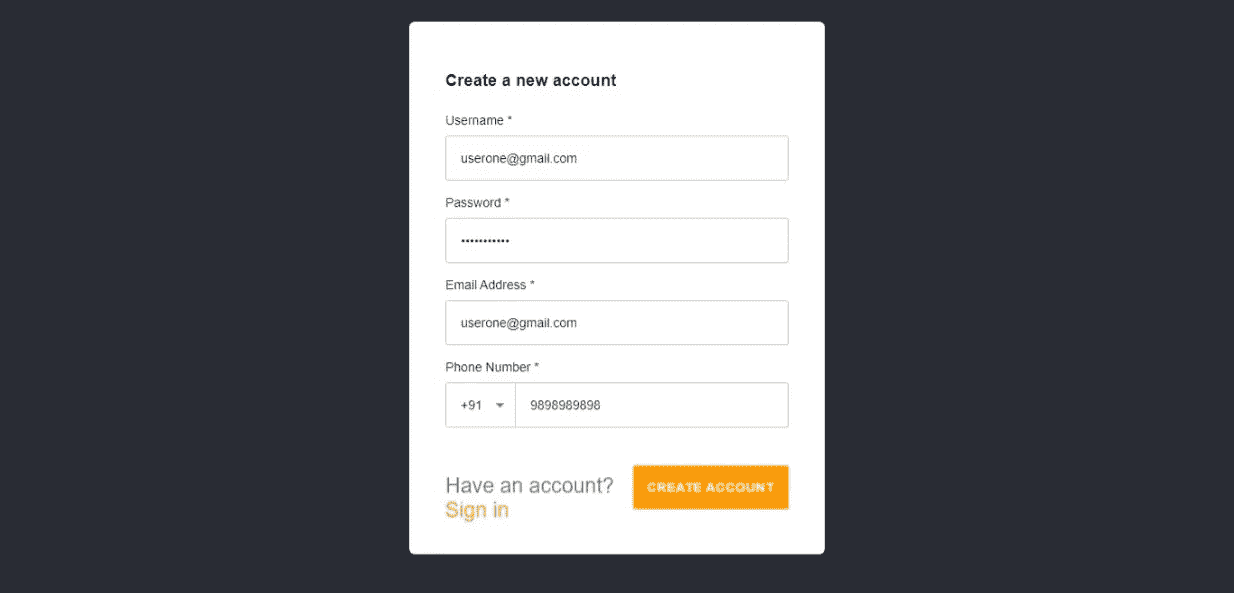 Create a new account
Username *
userone@gmail.com
Password *
•••••••••••
Email Address *
userone@gmail.com
Phone Number *
+91 9898989898
Have an account? CREATE ACCOUNT
Sign in